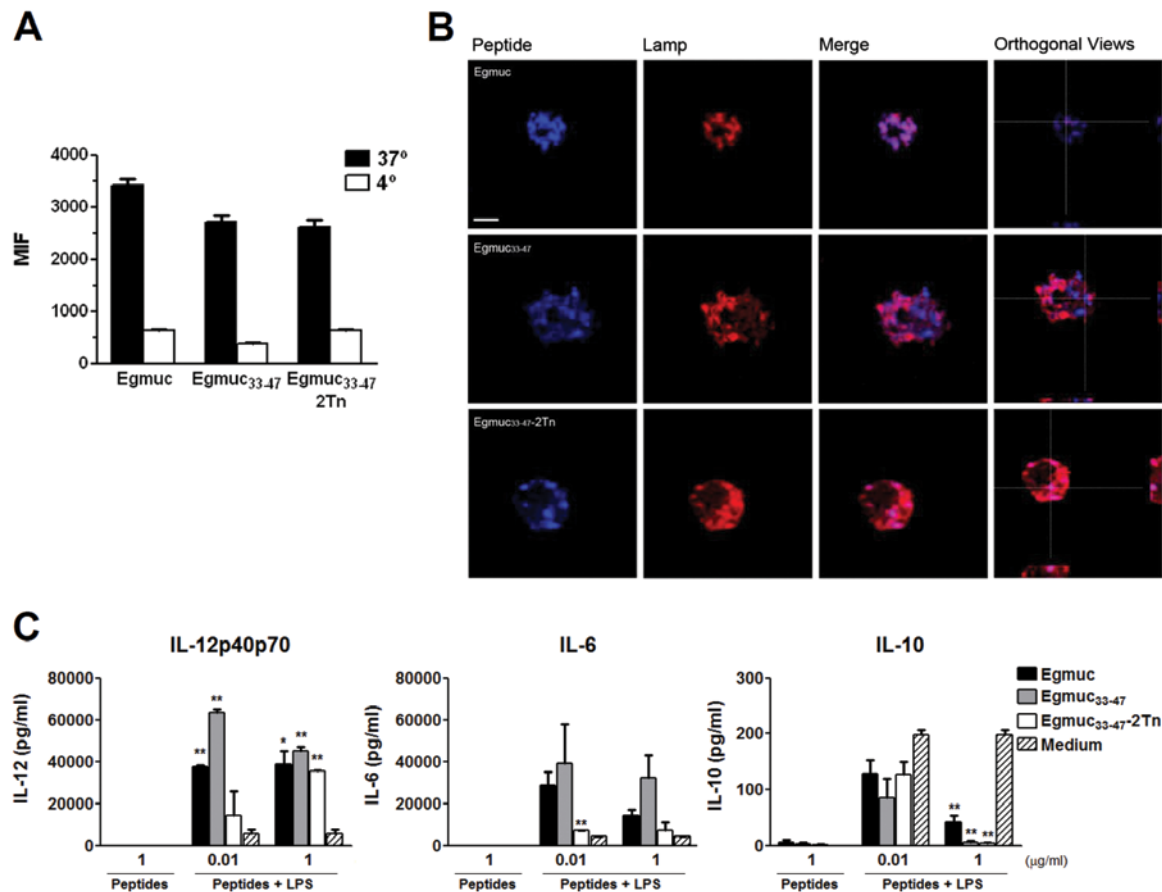 A
MIF
4000
3000
2000
1000
0
37º
4º
Egmuc
Egmuc33-47
Egmuc33-47
2Tn
B
Peptide Lamp Merge Orthogonal Views
Egmuc
Egmuc33-47
Egmuc33-47-2Tn
C
IL-12p40p70
IL-12 (pg/ml)
80000
60000
40000
20000
0
** ** * ** **
1 0.01 1
Peptides Peptides + LPS
IL-6
IL-6 (pg/ml)
80000
60000
40000
20000
0
**
1 0.01 1
Peptides Peptides + LPS
IL-10
IL-10 (pg/ml)
300
200
100
0
** ** **
1 0.01 1 (µg/ml)
Peptides Peptides + LPS
Egmuc
Egmuc33-47
Egmuc33-47-2Tn
Medium